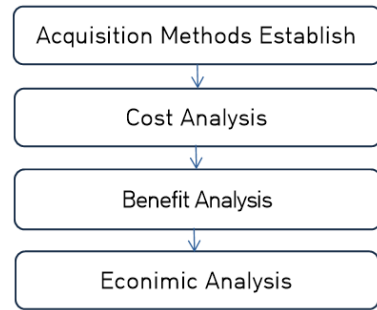 Acquisition Methods Establish
Cost Analysis
Benefit Analysis
Econimic Analysis